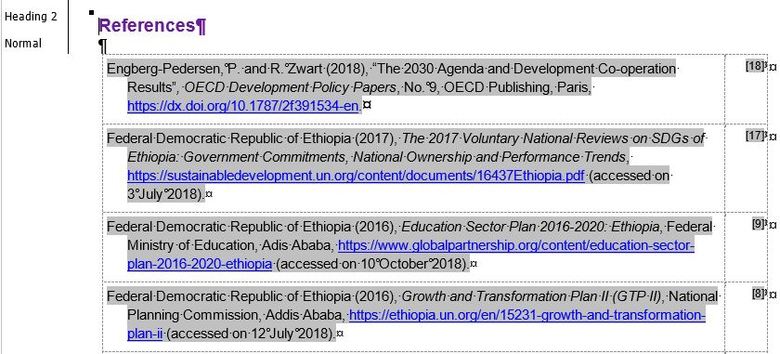 Heading 2
References¶
Normal
¶
Engberg-Pedersen,°P.·and·R.°Zwart·(2018),·“The·2030·Agenda·and·Development·Co-operation· [18]¤
Results”,·OECD·Development·Policy·Papers,·No.°9,·OECD·Publishing,·Paris,·
https://dx.doi.org/10.1787/2f391534-en.¤
Federal·Democratic·Republic·of·Ethiopia·(2017),·The·2017·Voluntary·National·Reviews·on·SDGs·of· [17]¤
Ethiopia:·Government·Commitments,·National·Ownership·and·Performance·Trends,·
https://sustainabledevelopment.un.org/content/documents/16437Ethiopia.pdf·(accessed·on·
3°July°2018).¤
Federal·Democratic·Republic·of·Ethiopia·(2016),·Education·Sector·Plan·2016-2020:·Ethiopia,·Federal· [9]¤
Ministry·of·Education,·Adis·Ababa,·https://www.globalpartnership.org/content/education-sector-
plan-2016-2020-ethiopia·(accessed·on·10°October°2018).¤
Federal·Democratic·Republic·of·Ethiopia·(2016),·Growth·and·Transformation·Plan·II·(GTP·II),·National· [8]¤
Planning·Commission,·Addis·Ababa,·https://ethiopia.un.org/en/15231-growth-and-transformation-
plan-ii·(accessed·on·12°July°2018).¤